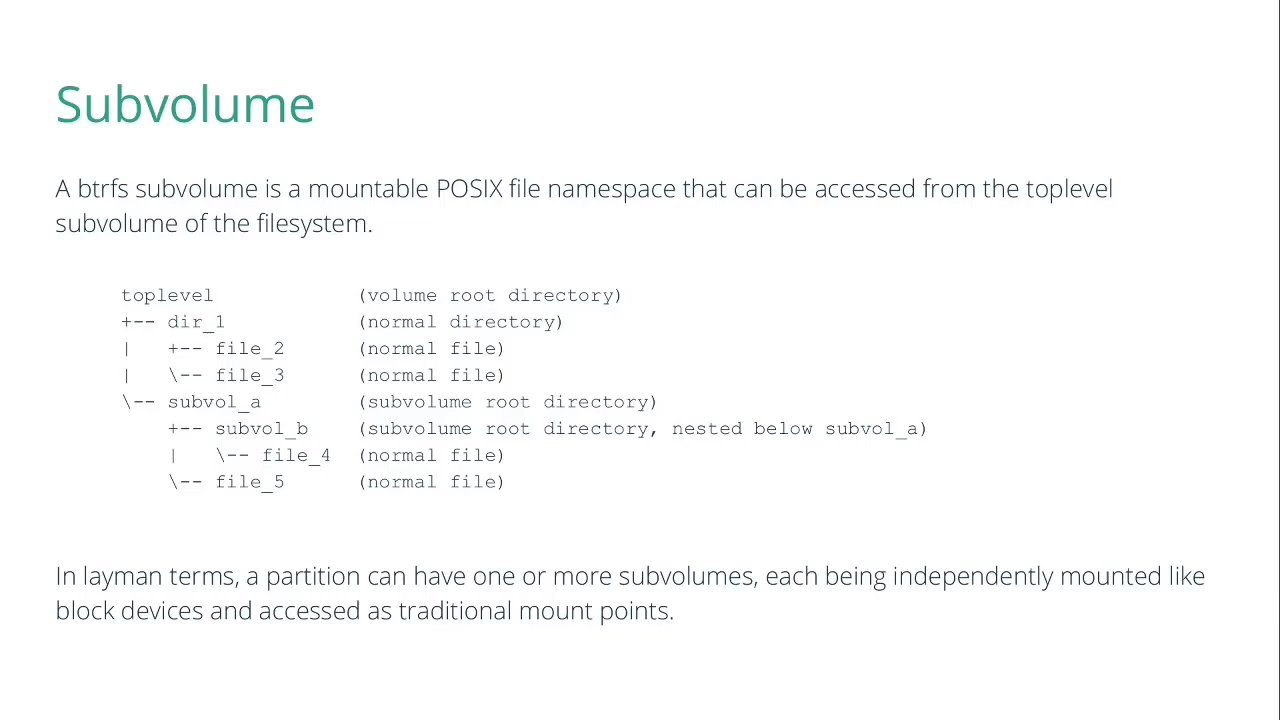 Subvolume
A btrfs subvolume is a mountable POSIX file namespace that can be accessed from the toplevel
subvolume of the filesystem.
toplevel            (volume root directory)
+-- dir_1           (normal directory)
|   +-- file_2      (normal file)
|   \-- file_3      (normal file)
\-- subvol_a        (subvolume root directory)
    +-- subvol_b    (subvolume root directory, nested below subvol_a)
    |   \-- file_4  (normal file)
    \-- file_5      (normal file)
In layman terms, a partition can have one or more subvolumes, each being independently mounted like
block devices and accessed as traditional mount points.